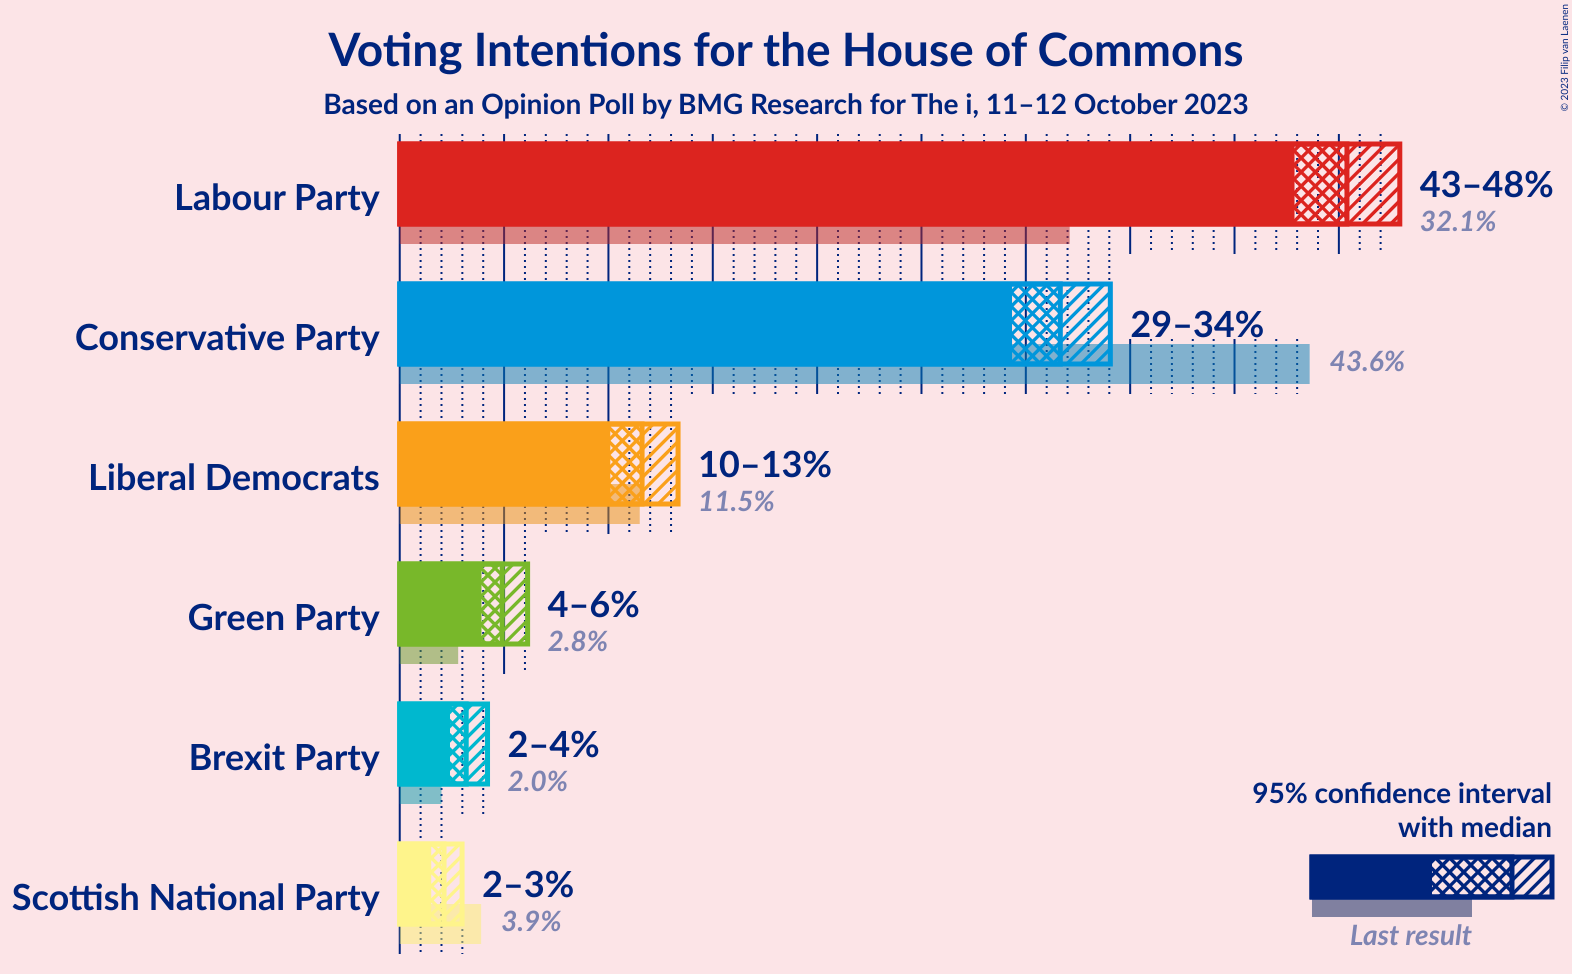 Voting Intentions for the House of Commons
Based on an Opinion Poll by BMG Research for The i, 11–12 October 2023
© 2023 Filip van Laenen
Labour Party
43–48%
32.1%
Conservative Party
29–34%
43.6%
Liberal Democrats
10–13%
11.5%
Green Party
4–6%
2.8%
Brexit Party
2–4%
2.0%
Scottish National Party
2–3%
3.9%
95% confidence interval
with median
Last result